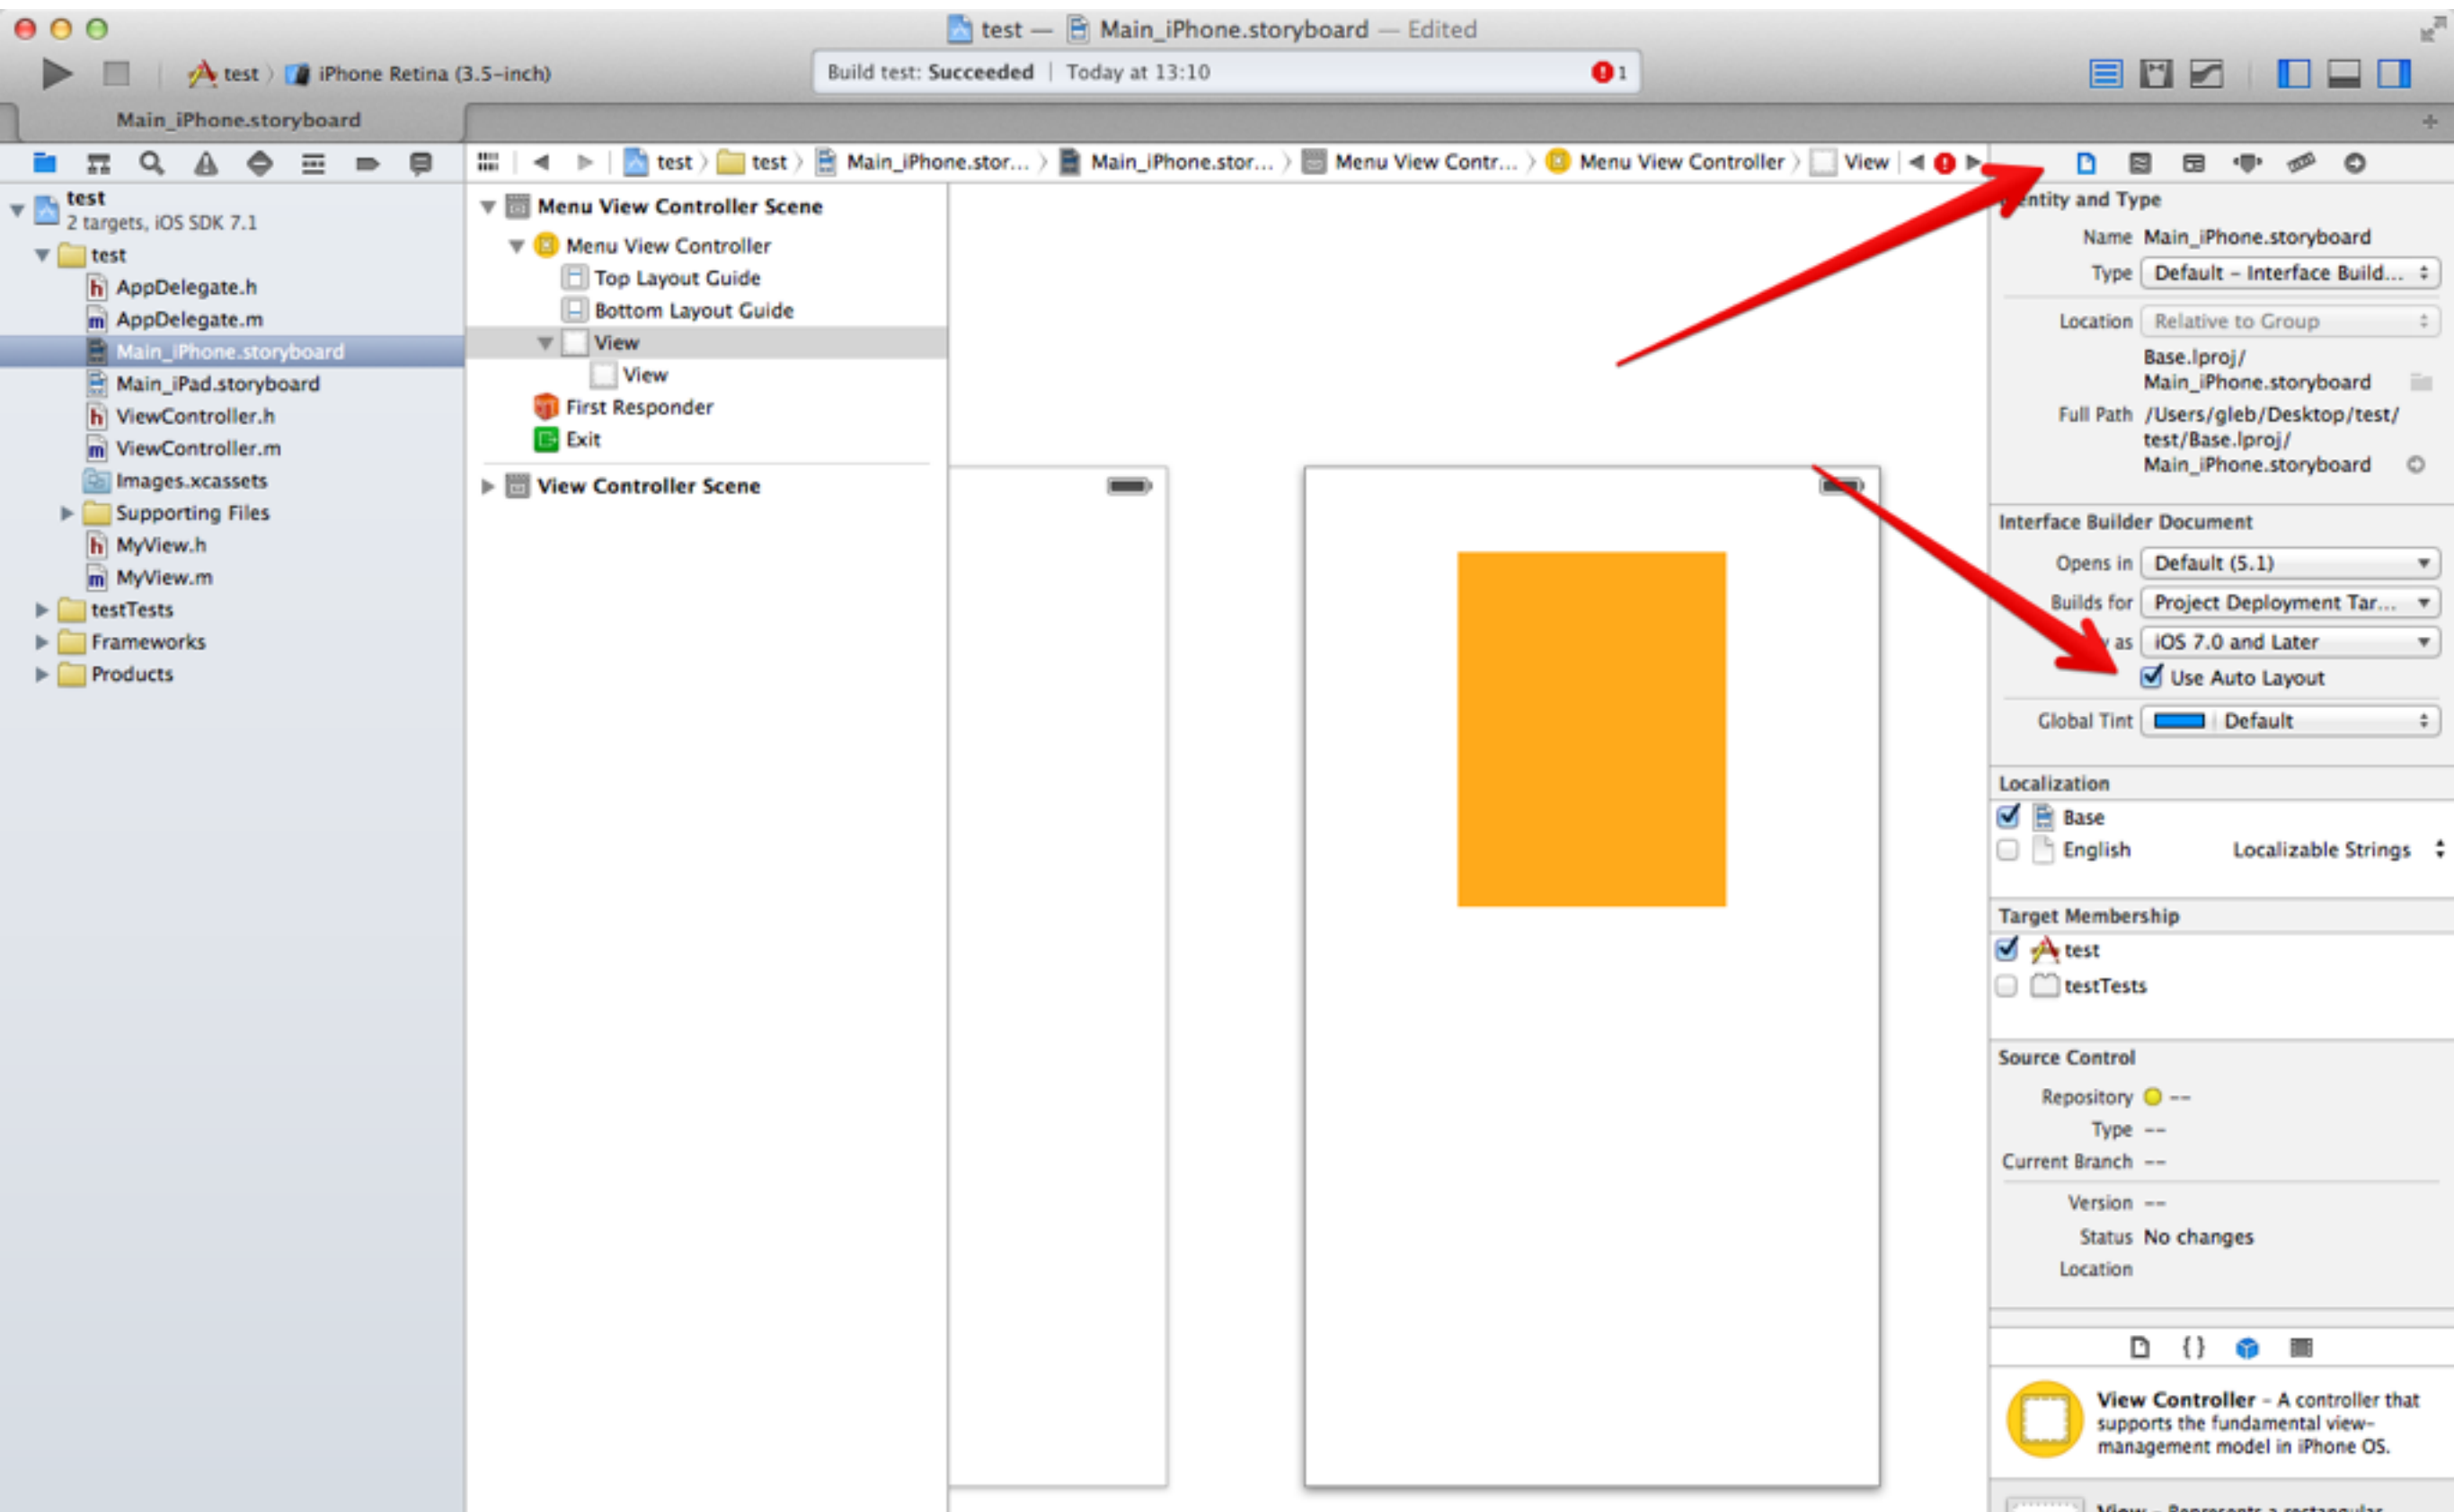 test — Main_iPhone.storyboard — Edited
test iPhone Retina (3.5-inch)
Build test: Succeeded | Today at 13:10
1
Main_iPhone.storyboard
test test Main_iPhone.stor... Main_iPhone.stor... Menu View Contr... Menu View Controller View
test
2 targets, iOS SDK 7.1
test
AppDelegate.h
AppDelegate.m
Main_iPhone.storyboard
Main_iPad.storyboard
ViewController.h
ViewController.m
Images.xcassets
Supporting Files
MyView.h
MyView.m
testTests
Frameworks
Products
Menu View Controller Scene
Menu View Controller
Top Layout Guide
Bottom Layout Guide
View
View
First Responder
Exit
View Controller Scene
entity and Type
Name Main_iPhone.storyboard
Type Default - Interface Build...
Location Relative to Group
Base.lproj/
Main_iPhone.storyboard
Full Path /Users/gleb/Desktop/test/
test/Base.lproj/
Main_iPhone.storyboard
Interface Builder Document
Opens in Default (5.1)
Builds for Project Deployment Tar...
as iOS 7.0 and Later
Use Auto Layout
Global Tint Default
Localization
Base
English Localizable Strings
Target Membership
test
testTests
Source Control
Repository --
Type --
Current Branch --
Version --
Status No changes
Location
{}
View Controller - A controller that
supports the fundamental view-
management model in iPhone OS.
View - Represents a rectangular